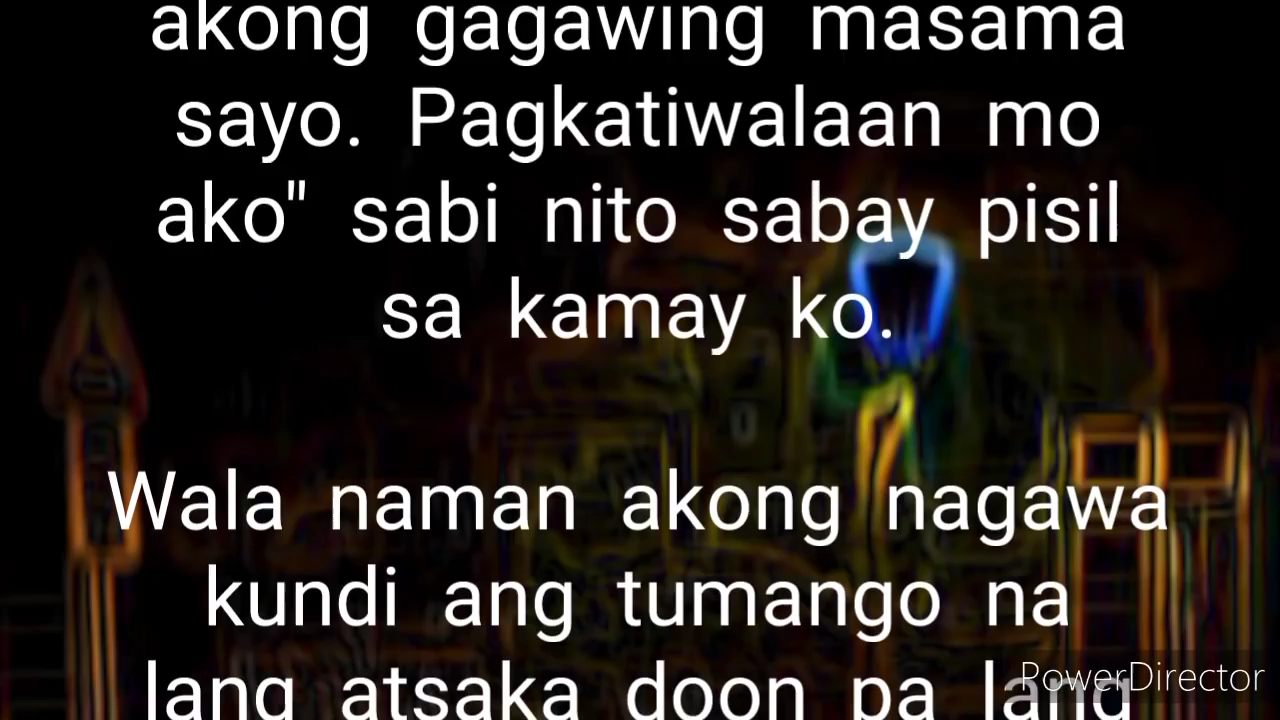 akong gagawing masama
sayo. Pagkatiwalaan mo
ako" sabi nito sabay pisil
sa kamay ko.
Wala naman akong nagawa
kundi ang tumango na
lang atsaka doon pa lang
PowerDirector